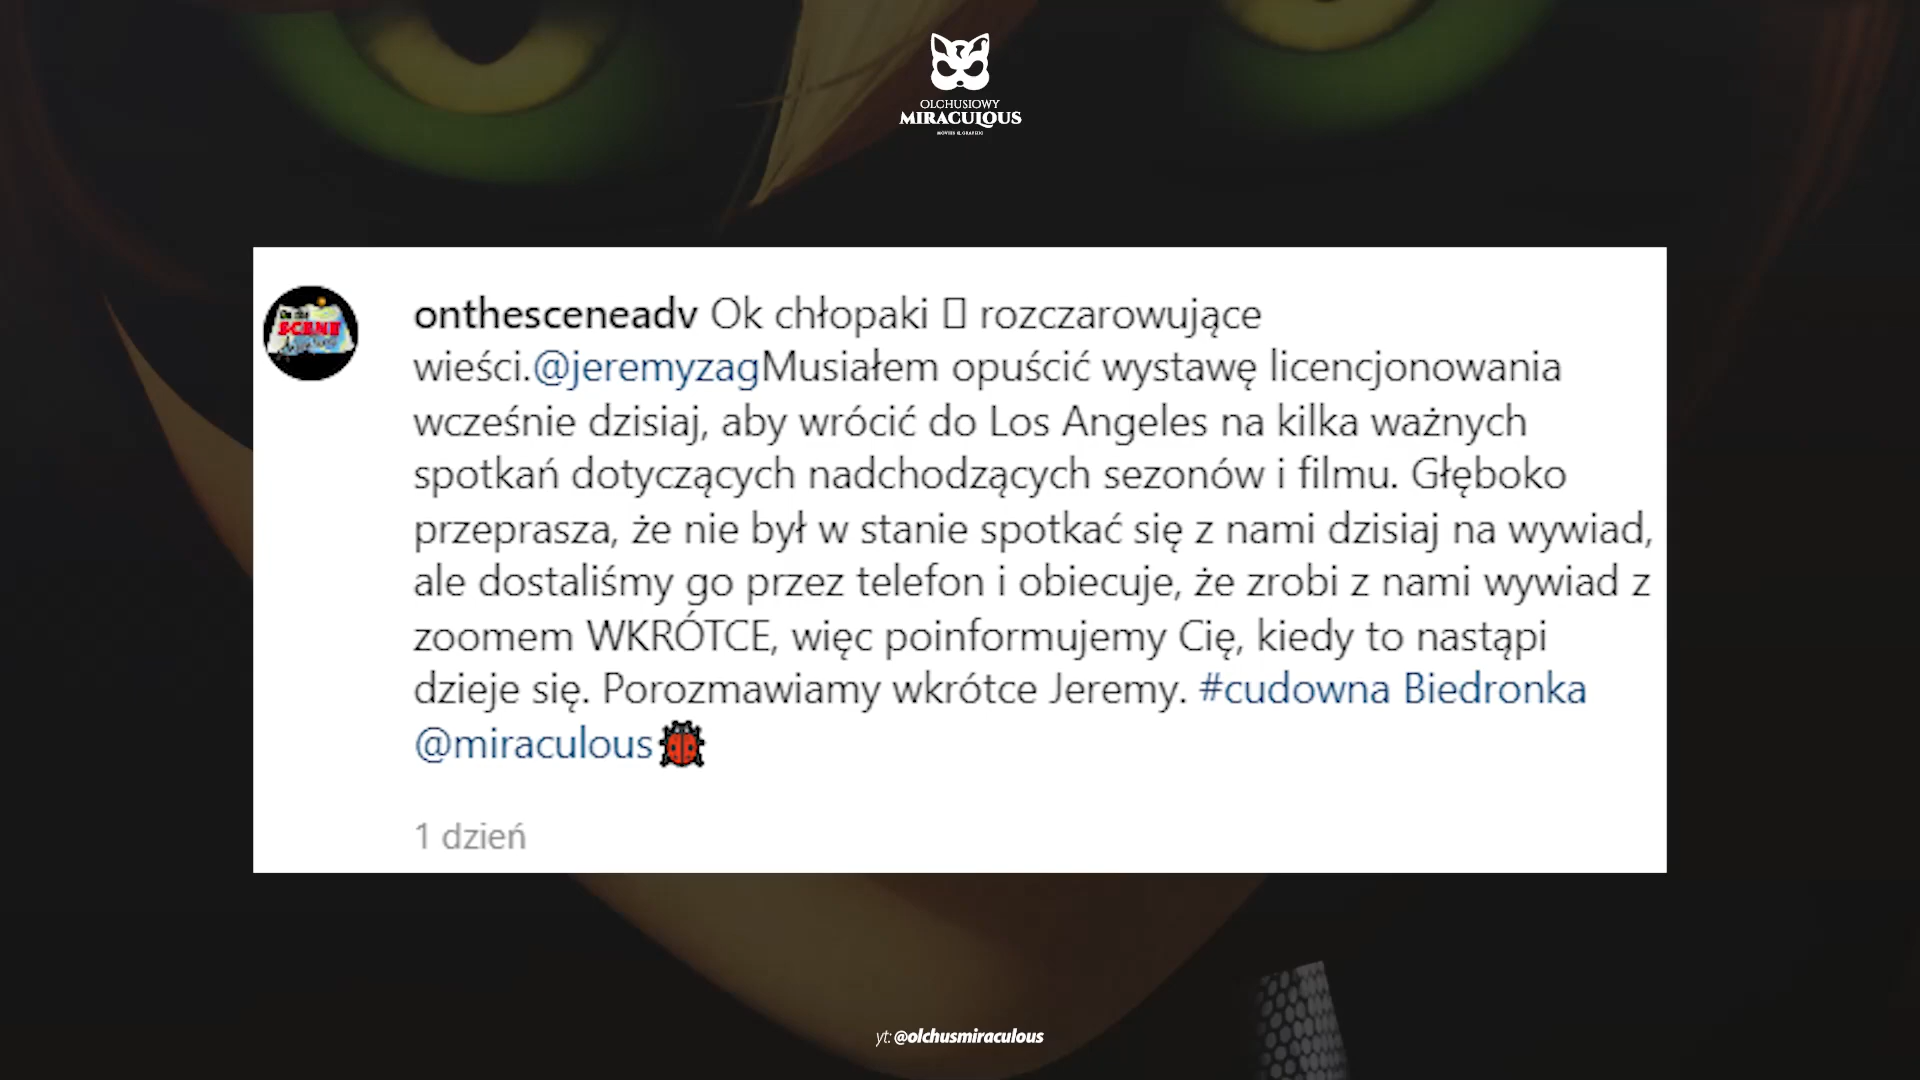 OLCHUSIOWY
MIRACULOUS
onthesceneadv Ok chłopaki rozczarowujące
wieści.@jeremyzagMusiałem opuścić wystawę licencjonowania
wcześnie dzisiaj, aby wrócić do Los Angeles na kilka ważnych
spotkań dotyczących nadchodzących sezonów i filmu. Głęboko
przeprasza, że nie był w stanie spotkać się z nami dzisiaj na wywiad,
ale dostaliśmy go przez telefon i obiecuje, że zrobi z nami wywiad z
zoomem WKRÓTCE, więc poinformujemy Cię, kiedy to nastąpi
dzieje się. Porozmawiamy wkrótce Jeremy. #cudowna Biedronka
@miraculous
1 dzień
yt: @olchusmiraculous